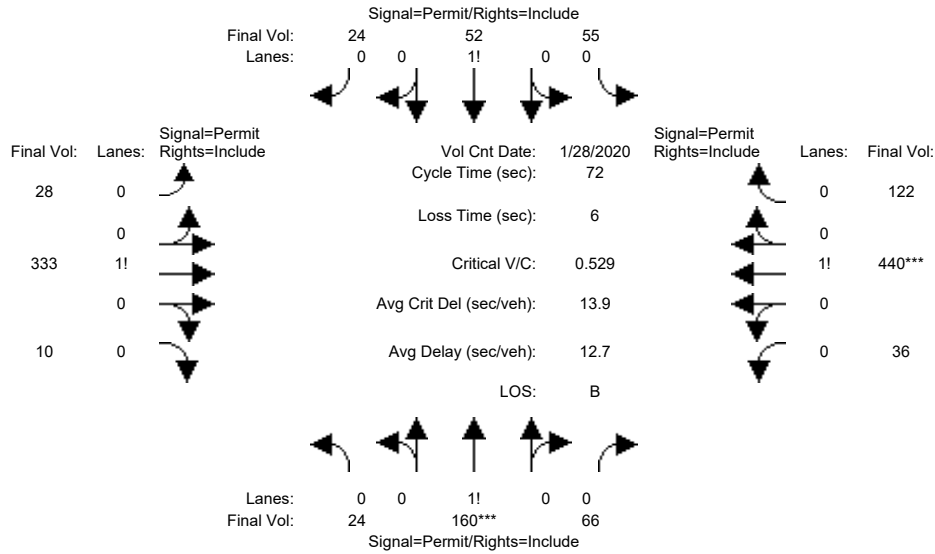 Signal=Permit/Rights=Include
Final Vol: 24 52 55
Lanes: 0 0 1! 0 0
Signal=Permit Signal=Permit
Final Vol: Lanes: Rights=Include Vol Cnt Date: 1/28/2020 Rights=Include Lanes: Final Vol:
Cycle Time (sec): 72
28 0 0 122
Loss Time (sec): 6
0 0
333 1! Critical V/C: 0.529 1! 440***
0 Avg Crit Del (sec/veh): 13.9 0
10 0 Avg Delay (sec/veh): 12.7 0 36
LOS: B
Lanes: 0 0 1! 0 0
Final Vol: 24 160*** 66
Signal=Permit/Rights=Include